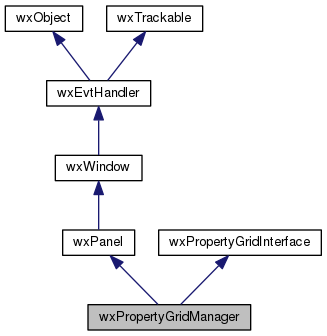 wxObject
wxTrackable
wxEvtHandler
wxWindow
wxPanel
wxPropertyGridInterface
wxPropertyGridManager